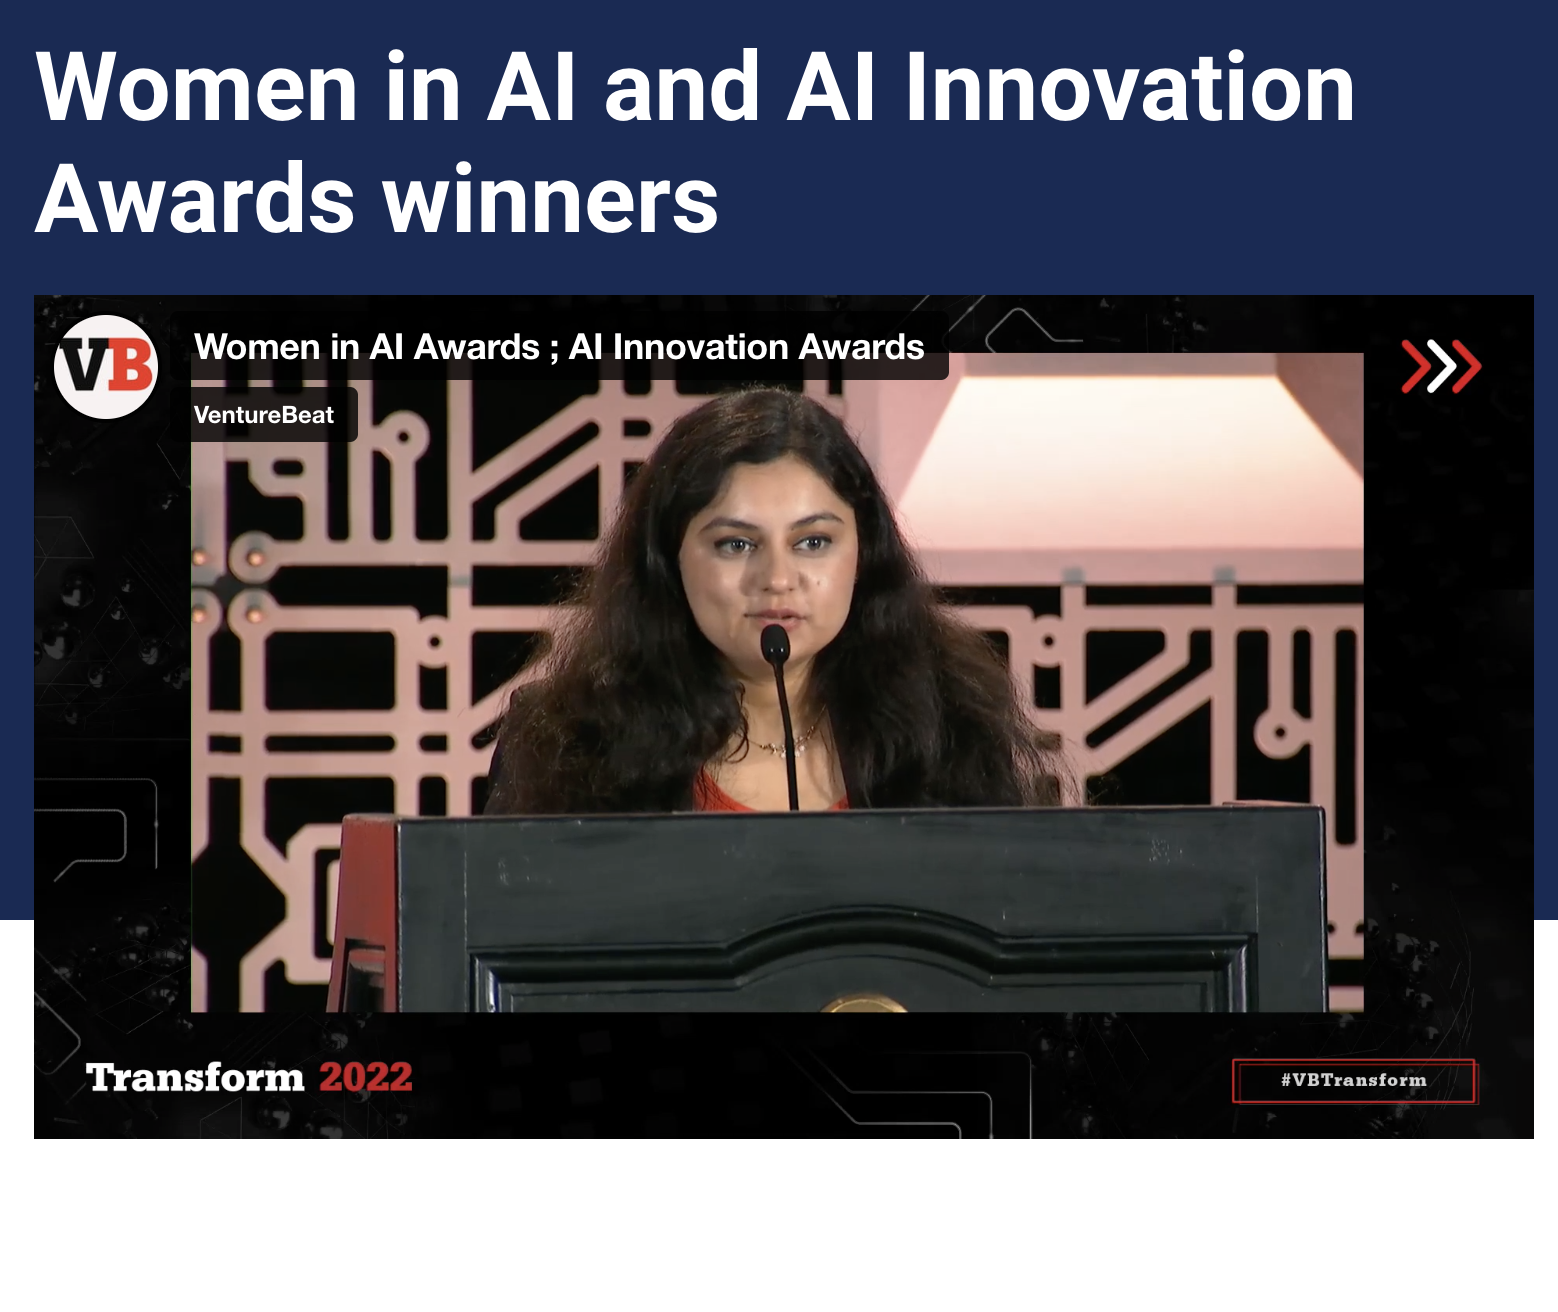 Women in AI and AI Innovation
Awards winners
VB
Women in AI Awards ; AI Innovation Awards
VentureBeat
Transform 2022
#VBTransform